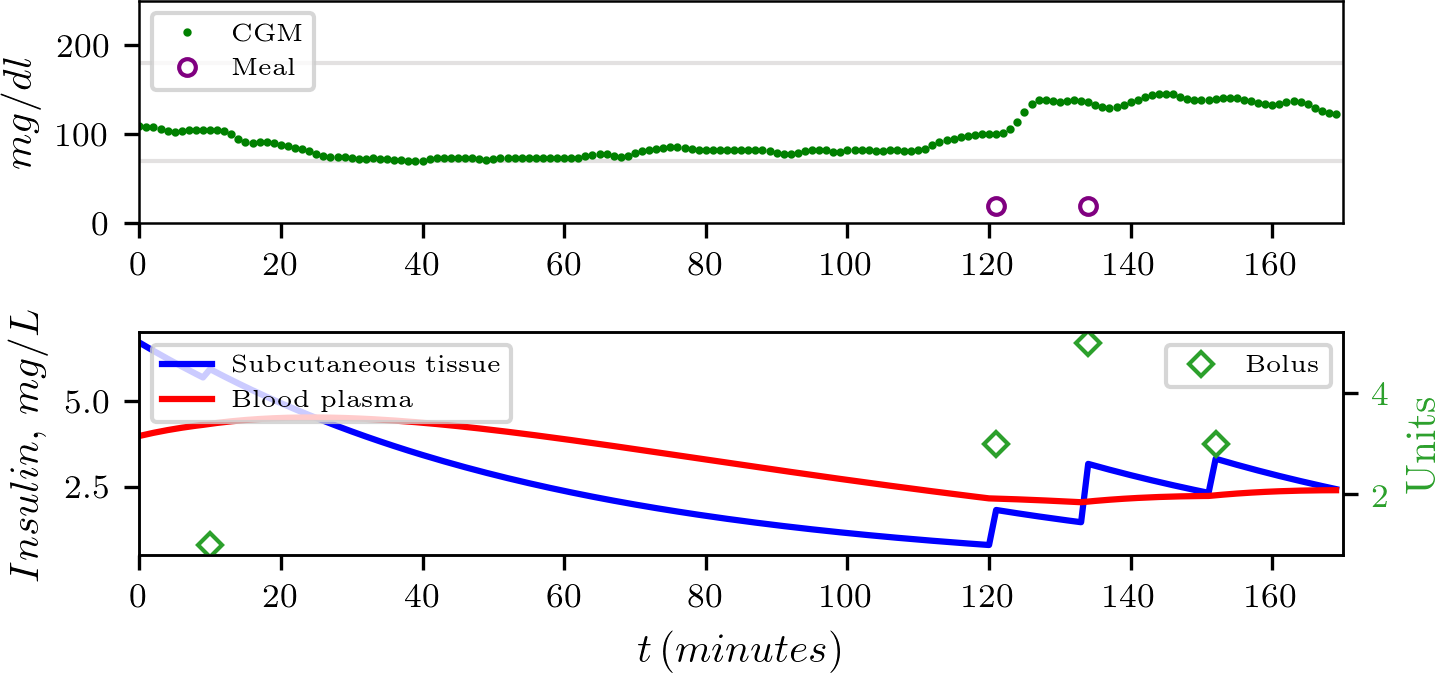 mg/dl
200
100
0
CGM
Meal
0 20 40 60 80 100 120 140 160
Insulin, mg/L
5.0
2.5
Subcutaneous tissue
Blood plasma
Bolus
4
2
Units
0 20 40 60 80 100 120 140 160
t (minutes)